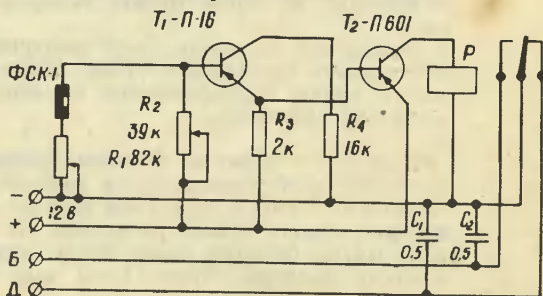 T₁-П-16
T₂-П601
ФСК-1
R₂
39к
R₁ 82к
R₃
2к
R₄
16к
P
-
12В
+
Б
Д
C₁
0.5
C₂
0.5